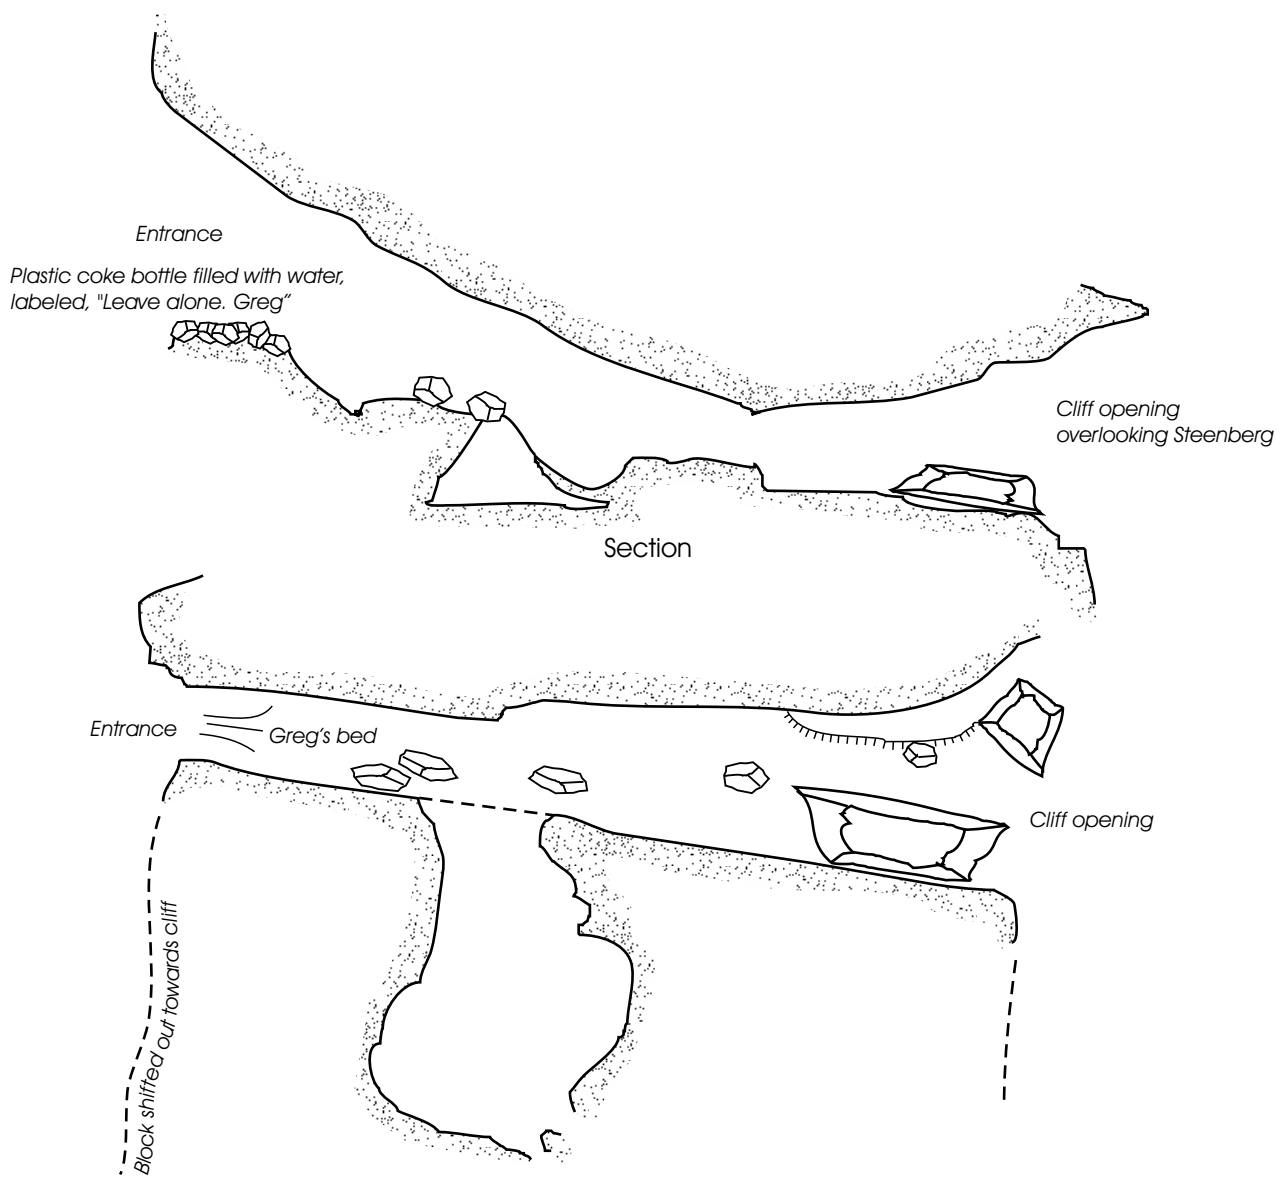 Entrance
Plastic coke bottle filled with water,
labeled, "Leave alone. Greg”
Cliff opening
overlooking Steenberg
Section
Entrance
Greg’s bed
Cliff opening
Block shifted out towards cliff